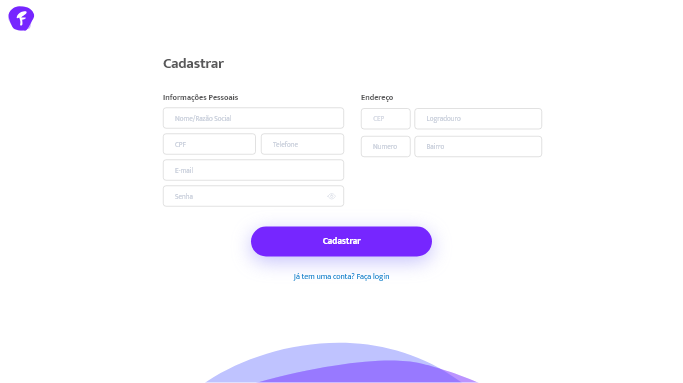 Cadastrar
Informações Pessoais
Nome/Razão Social
CPF
Telefone
E-mail
Senha
Endereço
CEP
Logradouro
Numero
Bairro
Cadastrar
Já tem uma conta? Faça login